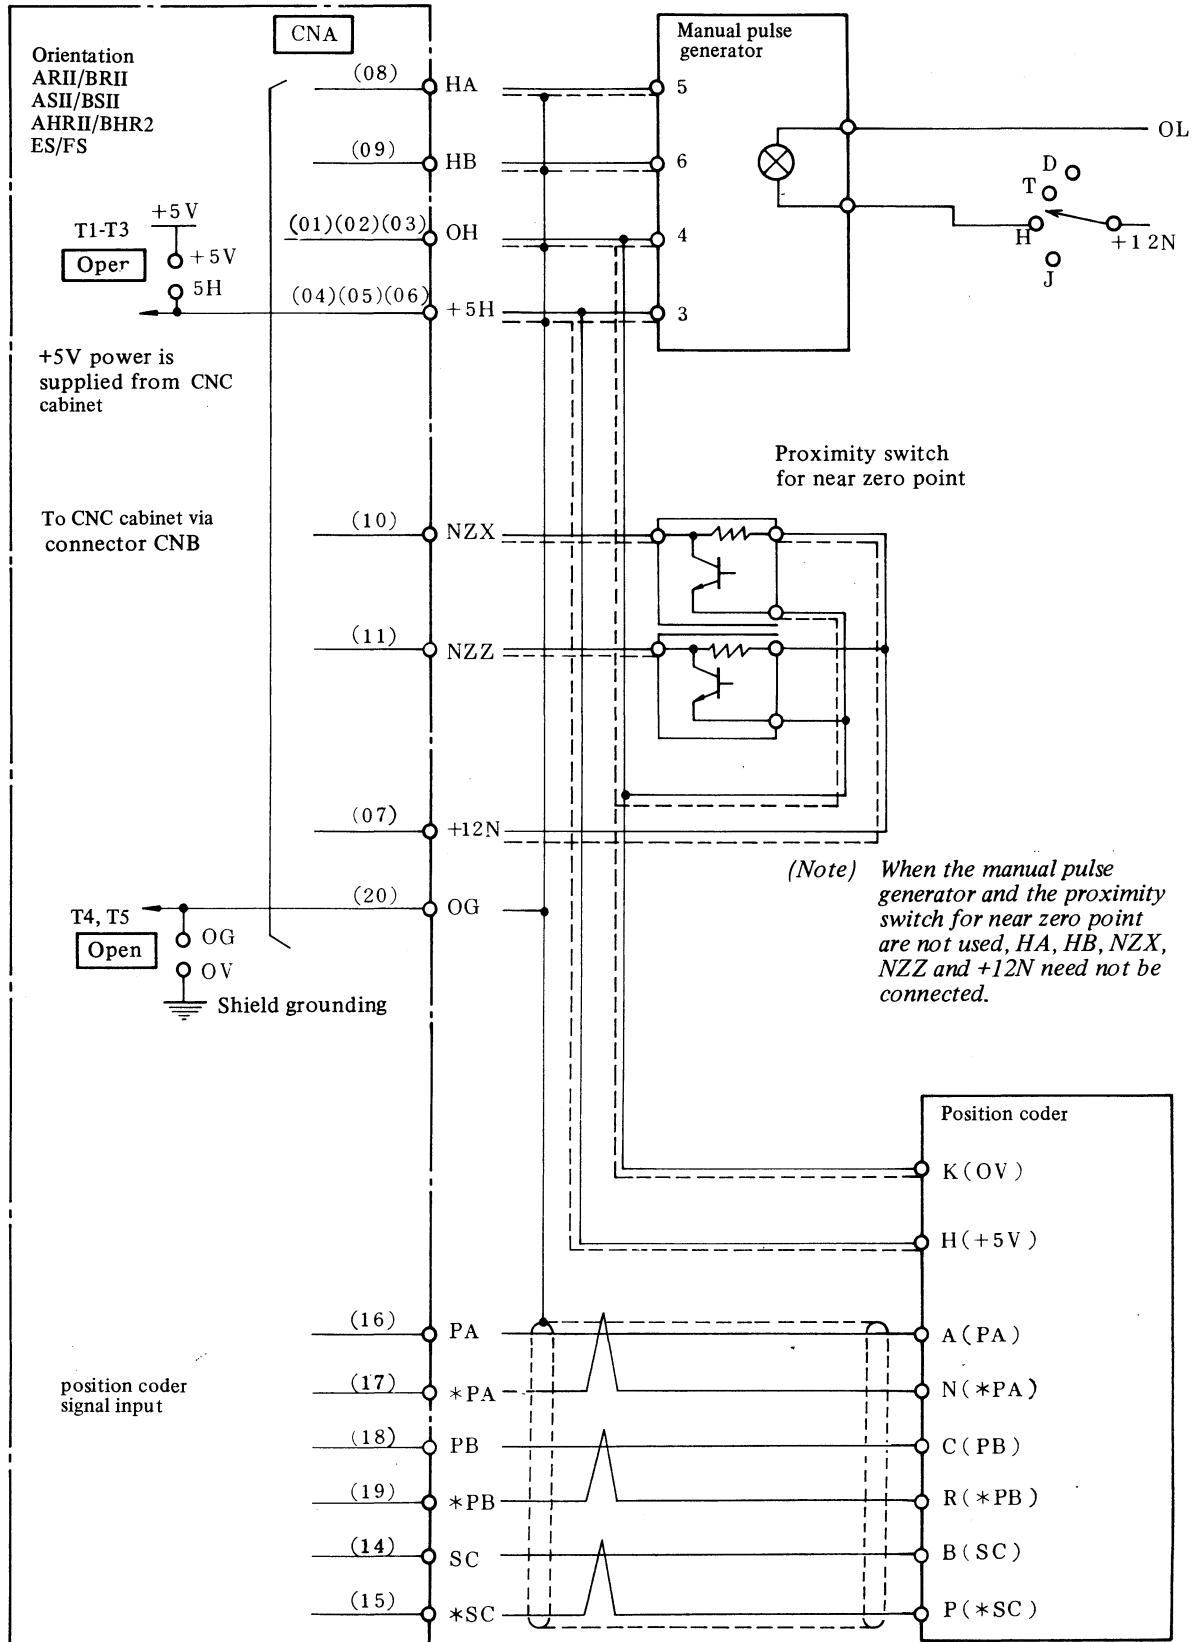 CNA
Orientation
ARII/BRII
ASII/BSII
AHRII/BHR2
ES/FS
(08) HA
(09) HB
(01)(02)(03) OH
(04)(05)(06) +5H
T1-T3
Oper
+5V
+5V
5H
+5V power is
supplied from CNC
cabinet
Manual pulse
generator
5
6
4
3
OL
D
T
H
J
+12N
Proximity switch
for near zero point
To CNC cabinet via
connector CNB
(10) NZX
(11) NZZ
(07) +12N
(20) OG
T4, T5
Open
OG
OV
Shield grounding
(Note) When the manual pulse
generator and the proximity
switch for near zero point
are not used, HA, HB, NZX,
NZZ and +12N need not be
connected.
Position coder
K(OV)
H(+5V)
position coder
signal input
(16) PA A(PA)
(17) *PA N(*PA)
(18) PB C(PB)
(19) *PB R(*PB)
(14) SC B(SC)
(15) *SC P(*SC)